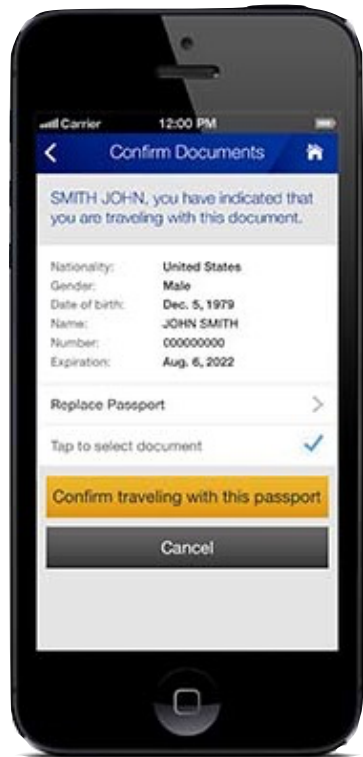 Carrier 12:00 PM
Confirm Documents
SMITH JOHN, you have indicated that
you are traveling with this document.
Nationality: United States
Gender: Male
Date of birth: Dec. 5, 1979
Name: JOHN SMITH
Number: 000000000
Expiration: Aug. 6, 2022
Replace Passport
Tap to select document
Confirm traveling with this passport
Cancel